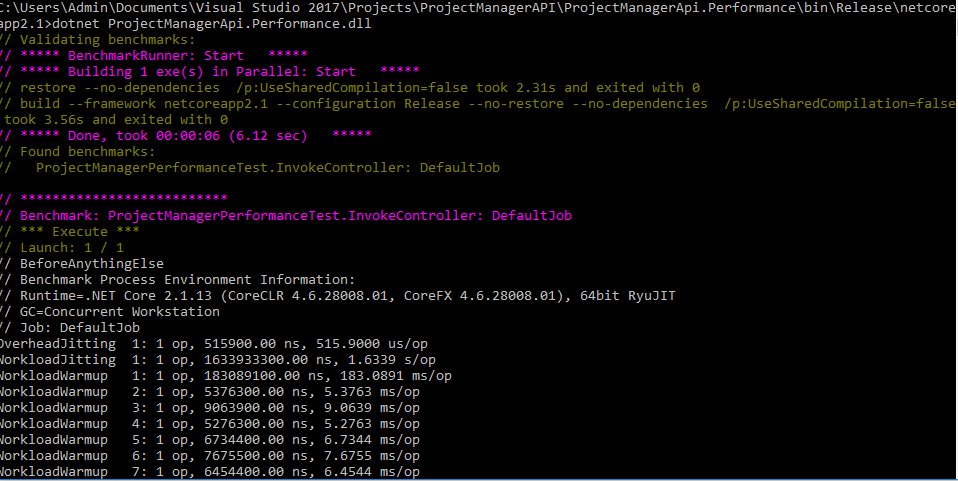 C:\Users\Admin\Documents\Visual Studio 2017\Projects\ProjectManagerAPI\ProjectManagerApi.Performance\bin\Release\netcore
app2.1>dotnet ProjectManagerApi.Performance.dll
// Validating benchmarks:
// ***** BenchmarkRunner: Start   *****
// ***** Building 1 exe(s) in Parallel: Start   *****
// restore --no-dependencies  /p:UseSharedCompilation=false took 2.31s and exited with 0
// build --framework netcoreapp2.1 --configuration Release --no-restore --no-dependencies  /p:UseSharedCompilation=false
 took 3.56s and exited with 0
// ***** Done, took 00:00:06 (6.12 sec)   *****
// Found benchmarks:
//   ProjectManagerPerformanceTest.InvokeController: DefaultJob

// **************************
// Benchmark: ProjectManagerPerformanceTest.InvokeController: DefaultJob
// *** Execute ***
// Launch: 1 / 1
// BeforeAnythingElse
// Benchmark Process Environment Information:
// Runtime=.NET Core 2.1.13 (CoreCLR 4.6.28008.01, CoreFX 4.6.28008.01), 64bit RyuJIT
// GC=Concurrent Workstation
// Job: DefaultJob
OverheadJitting  1: 1 op, 515900.00 ns, 515.9000 us/op
WorkloadJitting  1: 1 op, 1633933300.00 ns, 1.6339 s/op
WorkloadWarmup   1: 1 op, 183089100.00 ns, 183.0891 ms/op
WorkloadWarmup   2: 1 op, 5376300.00 ns, 5.3763 ms/op
WorkloadWarmup   3: 1 op, 9063900.00 ns, 9.0639 ms/op
WorkloadWarmup   4: 1 op, 5276300.00 ns, 5.2763 ms/op
WorkloadWarmup   5: 1 op, 6734400.00 ns, 6.7344 ms/op
WorkloadWarmup   6: 1 op, 7675500.00 ns, 7.6755 ms/op
WorkloadWarmup   7: 1 op, 6454400.00 ns, 6.4544 ms/op